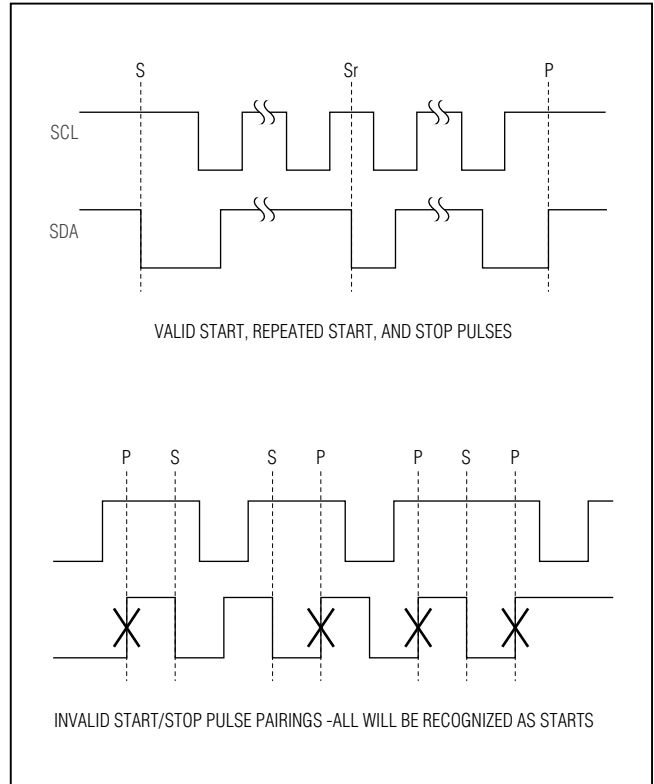 S Sr P
SCL
SDA
VALID START, REPEATED START, AND STOP PULSES
P S S P P S P
INVALID START/STOP PULSE PAIRINGS -ALL WILL BE RECOGNIZED AS STARTS